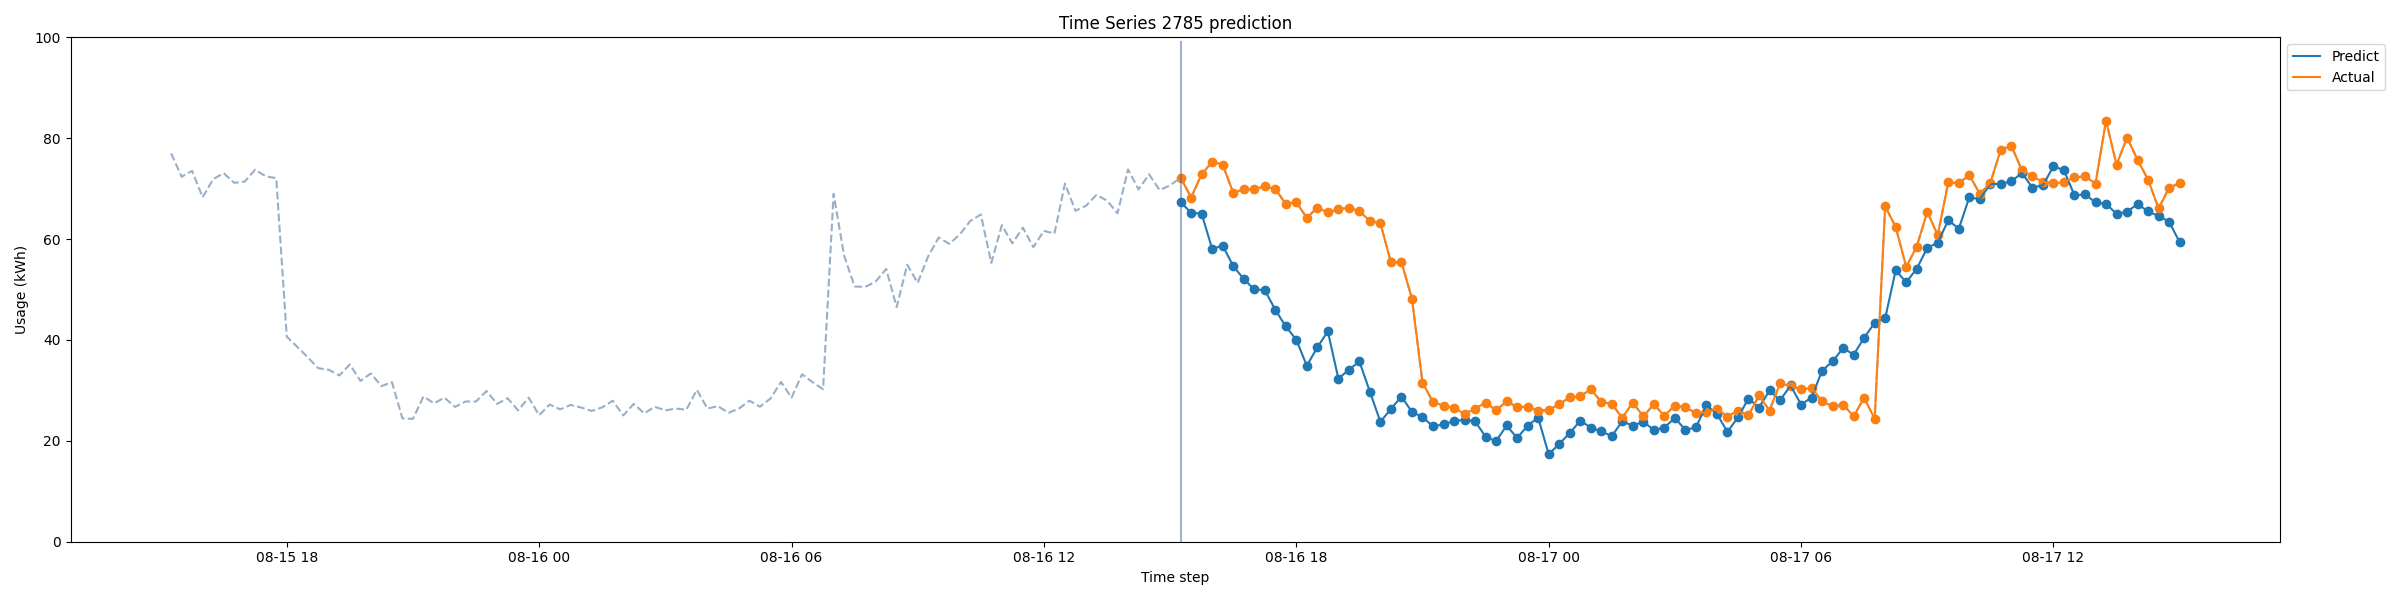 Time Series 2785 prediction
Predict
Actual
100
80
60
40
20
0
Usage (kWh)
08-15 18
08-16 00
08-16 06
08-16 12
08-16 18
08-17 00
08-17 06
08-17 12
Time step